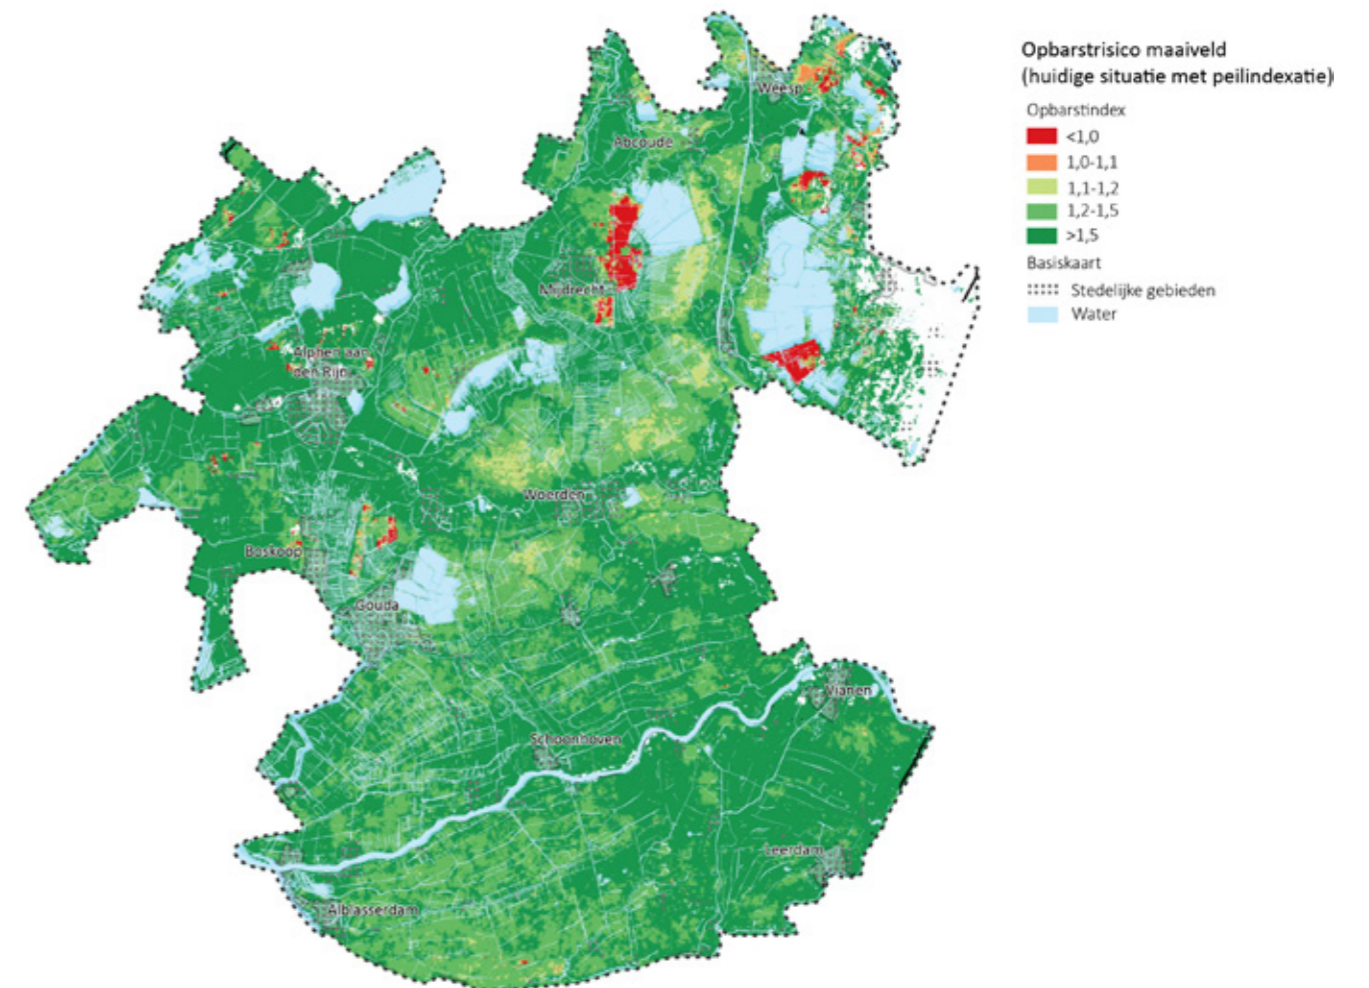 Opbarstrisico maaiveld
(huidige situatie met peilindexatie)
Opbarstindex
<1,0
1,0-1,1
1,1-1,2
1,2-1,5
>1,5
Basiskaart
Stedelijke gebieden
Water
Weesp
Abcoude
Mijdrecht
Alphen aan
den Rijn
Woerden
Boskoop
Gouda
Vianen
Schoonhoven
Leerdam
Alblasserdam